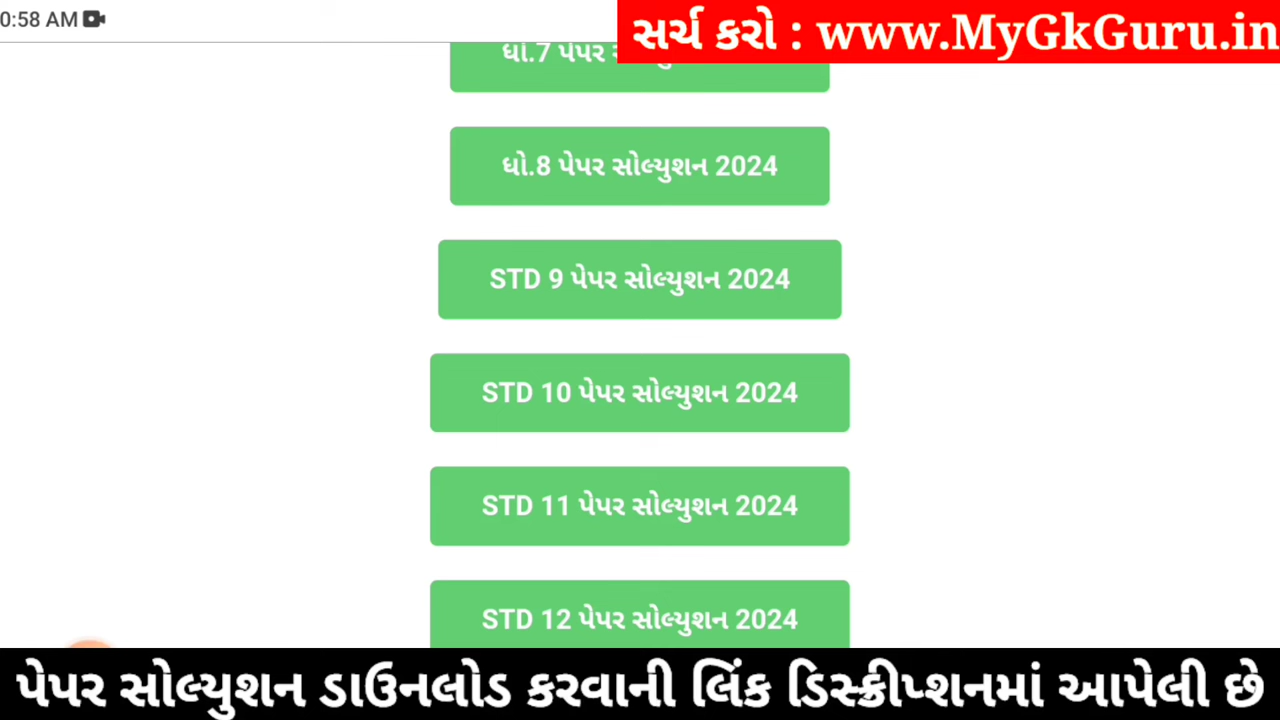 0:58 AM
સર્ચ કરો : www.MyGkGuru.in
ધો.7 પેપર
ધો.8 પેપર સોલ્યુશન 2024
STD 9 પેપર સોલ્યુશન 2024
STD 10 પેપર સોલ્યુશન 2024
STD 11 પેપર સોલ્યુશન 2024
STD 12 પેપર સોલ્યુશન 2024
પેપર સોલ્યુશન ડાઉનલોડ કરવાની લિંક ડિસ્ક્રીપ્શનમાં આપેલી છે